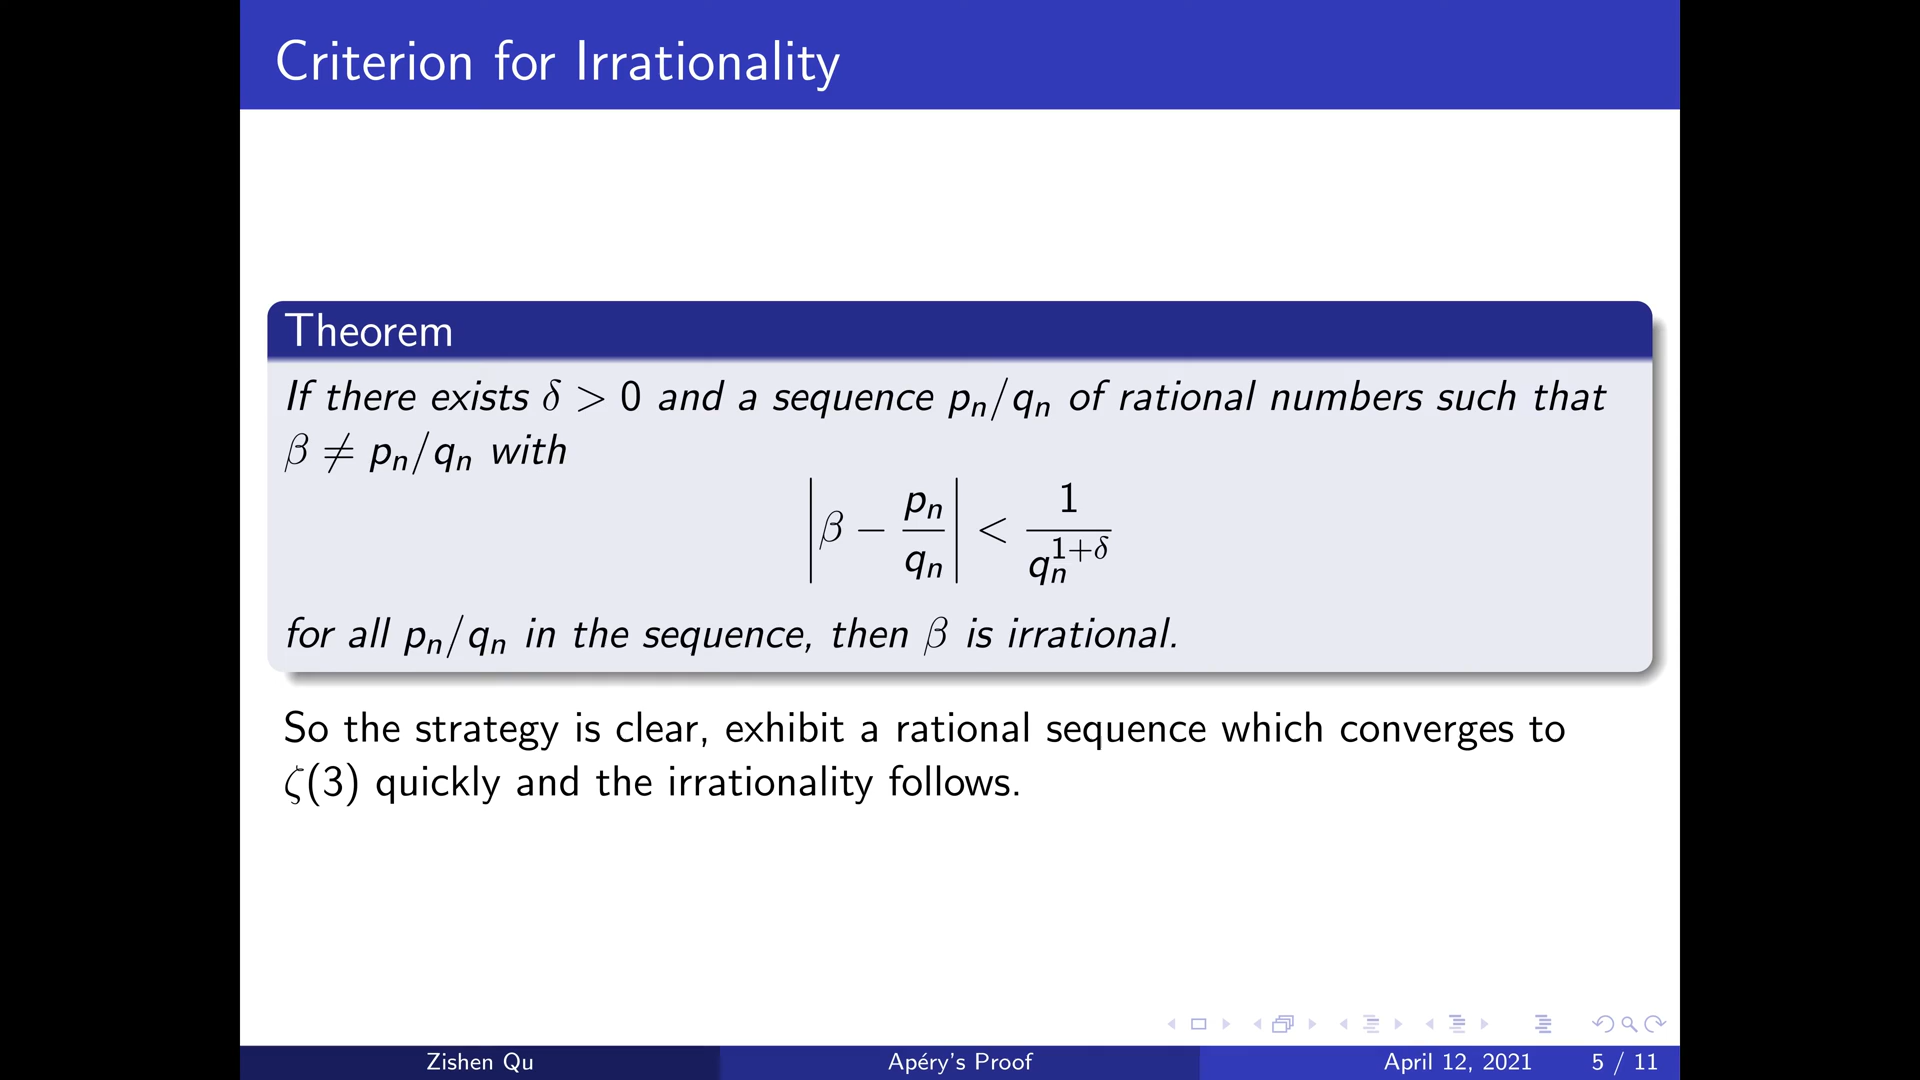 Criterion for Irrationality
Theorem
If there exists δ > 0 and a sequence pₙ/qₙ of rational numbers such that
β ≠ pₙ/qₙ with
|β − pₙ/qₙ| < 1/qₙ^{1+δ}
for all pₙ/qₙ in the sequence, then β is irrational.
So the strategy is clear, exhibit a rational sequence which converges to
ζ(3) quickly and the irrationality follows.
Zishen Qu Apéry's Proof April 12, 2021 5 / 11